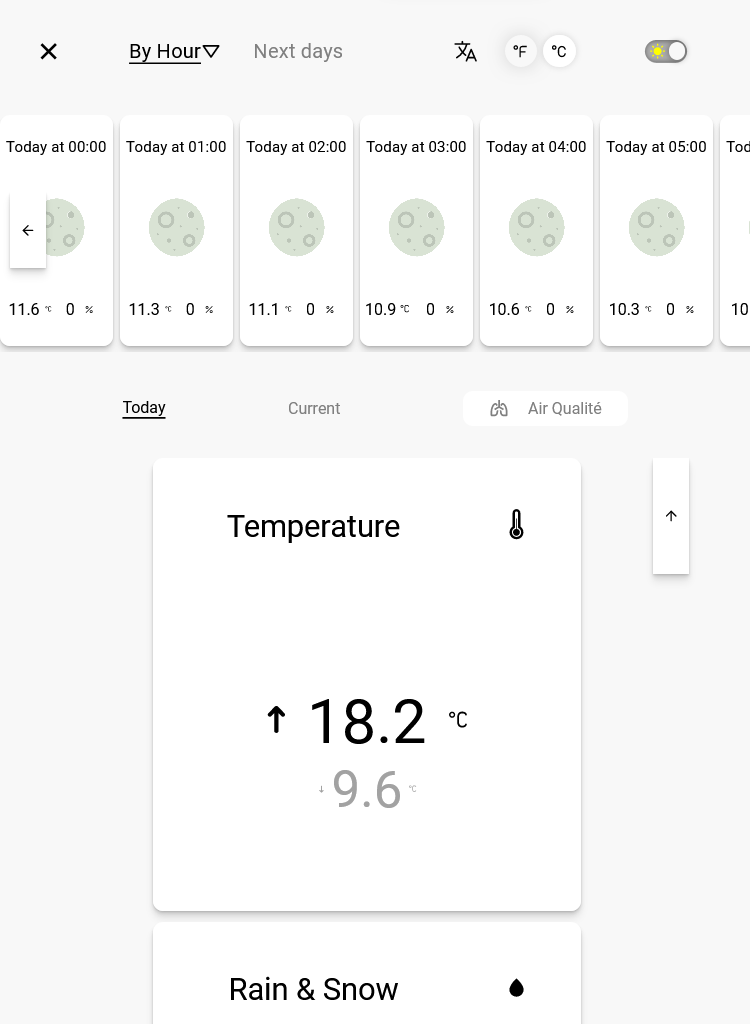 By Hour Next days °F °C
Today at 00:00 Today at 01:00 Today at 02:00 Today at 03:00 Today at 04:00 Today at 05:00
11.6 °C 0 % 11.3 °C 0 % 11.1 °C 0 % 10.9 °C 0 % 10.6 °C 0 % 10.3 °C 0 % 10
Today Current Air Qualité
Temperature
18.2 °C
9.6 °C
Rain & Snow